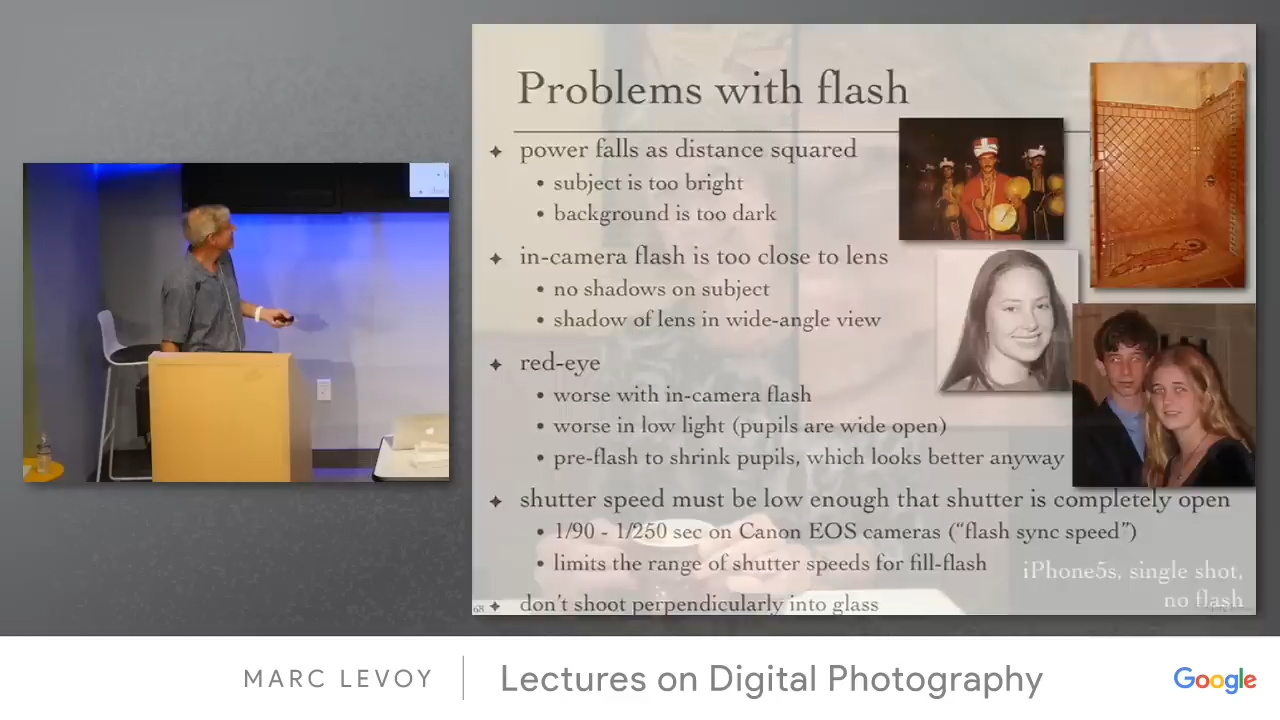 Problems with flash
✦ power falls as distance squared
• subject is too bright
• background is too dark
✦ in-camera flash is too close to lens
• no shadows on subject
• shadow of lens in wide-angle view
✦ red-eye
• worse with in-camera flash
• worse in low light (pupils are wide open)
• pre-flash to shrink pupils, which looks better anyway
✦ shutter speed must be low enough that shutter is completely open
• 1/90 - 1/250 sec on Canon EOS cameras (“flash sync speed”)
• limits the range of shutter speeds for fill-flash
iPhone5s, single shot,
no flash
68 ✦ don’t shoot perpendicularly into glass
MARC LEVOY
Lectures on Digital Photography
Google